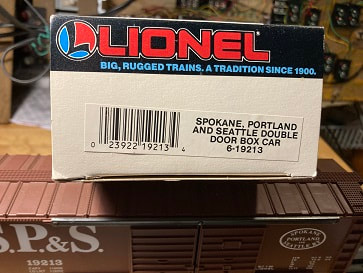 LIONEL
BIG, RUGGED TRAINS. A TRADITION SINCE 1900.
SPOKANE, PORTLAND
AND SEATTLE DOUBLE
DOOR BOX CAR
6-19213
0 23922 19213 4
S.P.&S.
19213
SPOKANE
PORTLAND
SEATTLE RY.